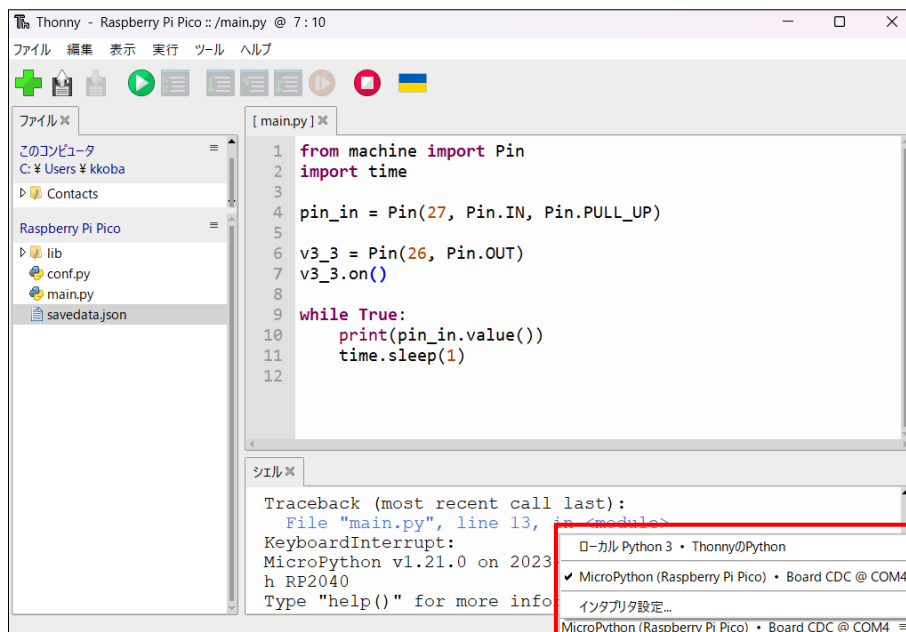 Thonny - Raspberry Pi Pico :: /main.py @ 7 : 10
ファイル 編集 表示 実行 ツール ヘルプ
ファイル
このコンピュータ
C: ¥ Users ¥ kkoba
Contacts
Raspberry Pi Pico
lib
conf.py
main.py
savedata.json
[ main.py ]
1 from machine import Pin
2 import time
3
4 pin_in = Pin(27, Pin.IN, Pin.PULL_UP)
5
6 v3_3 = Pin(26, Pin.OUT)
7 v3_3.on()
8
9 while True:
10 print(pin_in.value())
11 time.sleep(1)
12
シェル
Traceback (most recent call last):
File "main.py", line 13, in <module>
KeyboardInterrupt:
MicroPython v1.21.0 on 2023-
h RP2040
Type "help()" for more info
ローカル Python 3 • ThonnyのPython
✓ MicroPython (Raspberry Pi Pico) • Board CDC @ COM4
インタプリタ設定...
MicroPython (Raspberry Pi Pico) • Board CDC @ COM4